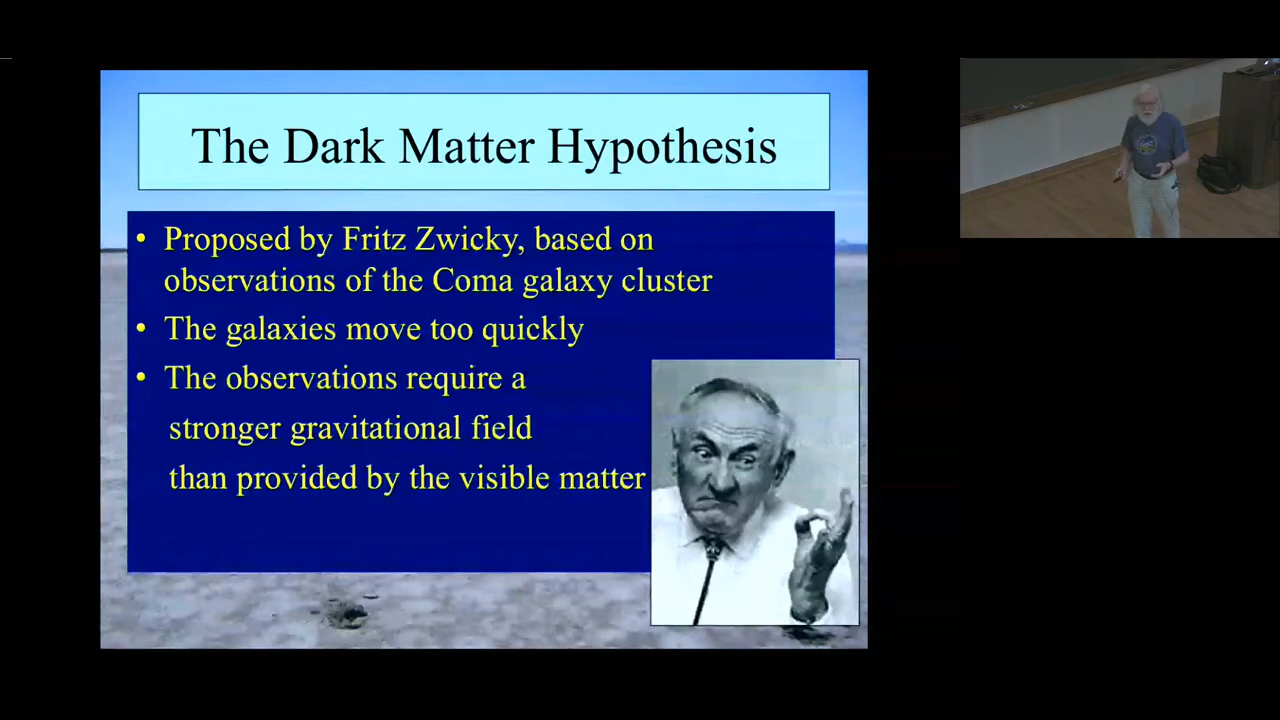 The Dark Matter Hypothesis
• Proposed by Fritz Zwicky, based on
observations of the Coma galaxy cluster
• The galaxies move too quickly
• The observations require a
stronger gravitational field
than provided by the visible matter